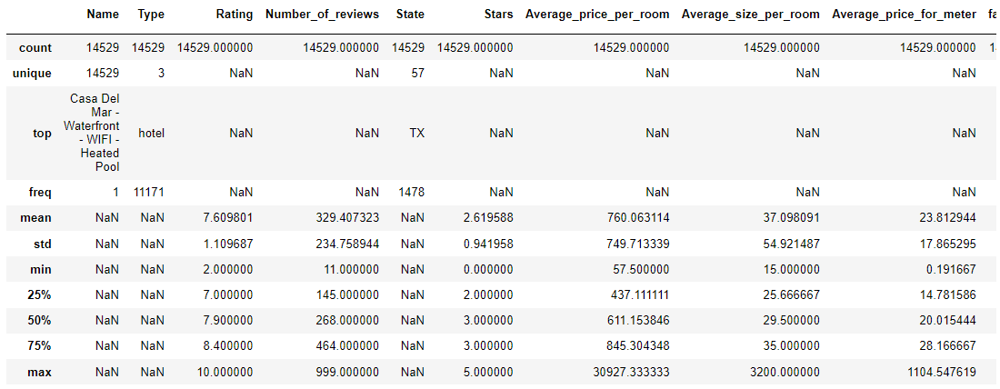 Name Type Rating Number_of_reviews State Stars Average_price_per_room Average_size_per_room Average_price_for_meter fa
count 14529 14529 14529.000000 14529.000000 14529 14529.000000 14529.000000 14529.000000 14529.000000 14
unique 14529 3 NaN NaN 57 NaN NaN NaN NaN
top Casa Del Mar - Waterfront - WIFI - Heated Pool hotel NaN NaN TX NaN NaN NaN NaN
freq 1 11171 NaN NaN 1478 NaN NaN NaN NaN
mean NaN NaN 7.609801 329.407323 NaN 2.619588 760.063114 37.098091 23.812944
std NaN NaN 1.109687 234.758944 NaN 0.941958 749.713339 54.921487 17.865295
min NaN NaN 2.000000 11.000000 NaN 0.000000 57.500000 15.000000 0.191667
25% NaN NaN 7.000000 145.000000 NaN 2.000000 437.111111 25.666667 14.781586
50% NaN NaN 7.900000 268.000000 NaN 3.000000 611.153846 29.500000 20.015444
75% NaN NaN 8.400000 464.000000 NaN 3.000000 845.304348 35.000000 28.166667
max NaN NaN 10.000000 999.000000 NaN 5.000000 30927.333333 3200.000000 1104.547619